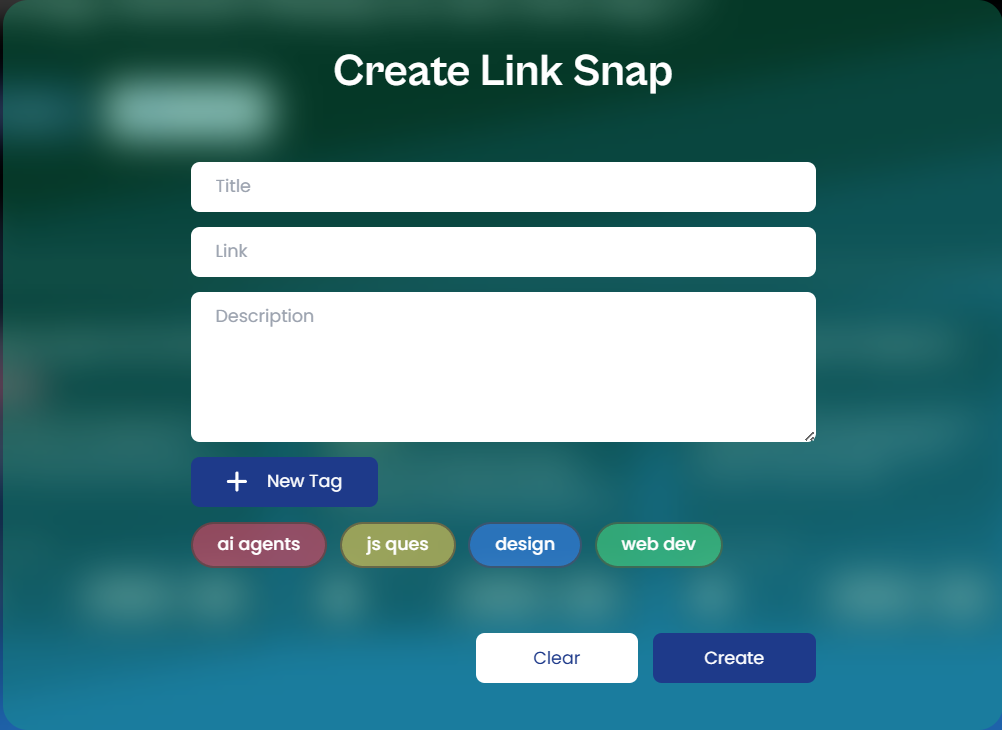 Create Link Snap
Title
Link
Description
New Tag
ai agents js ques design web dev
Clear Create